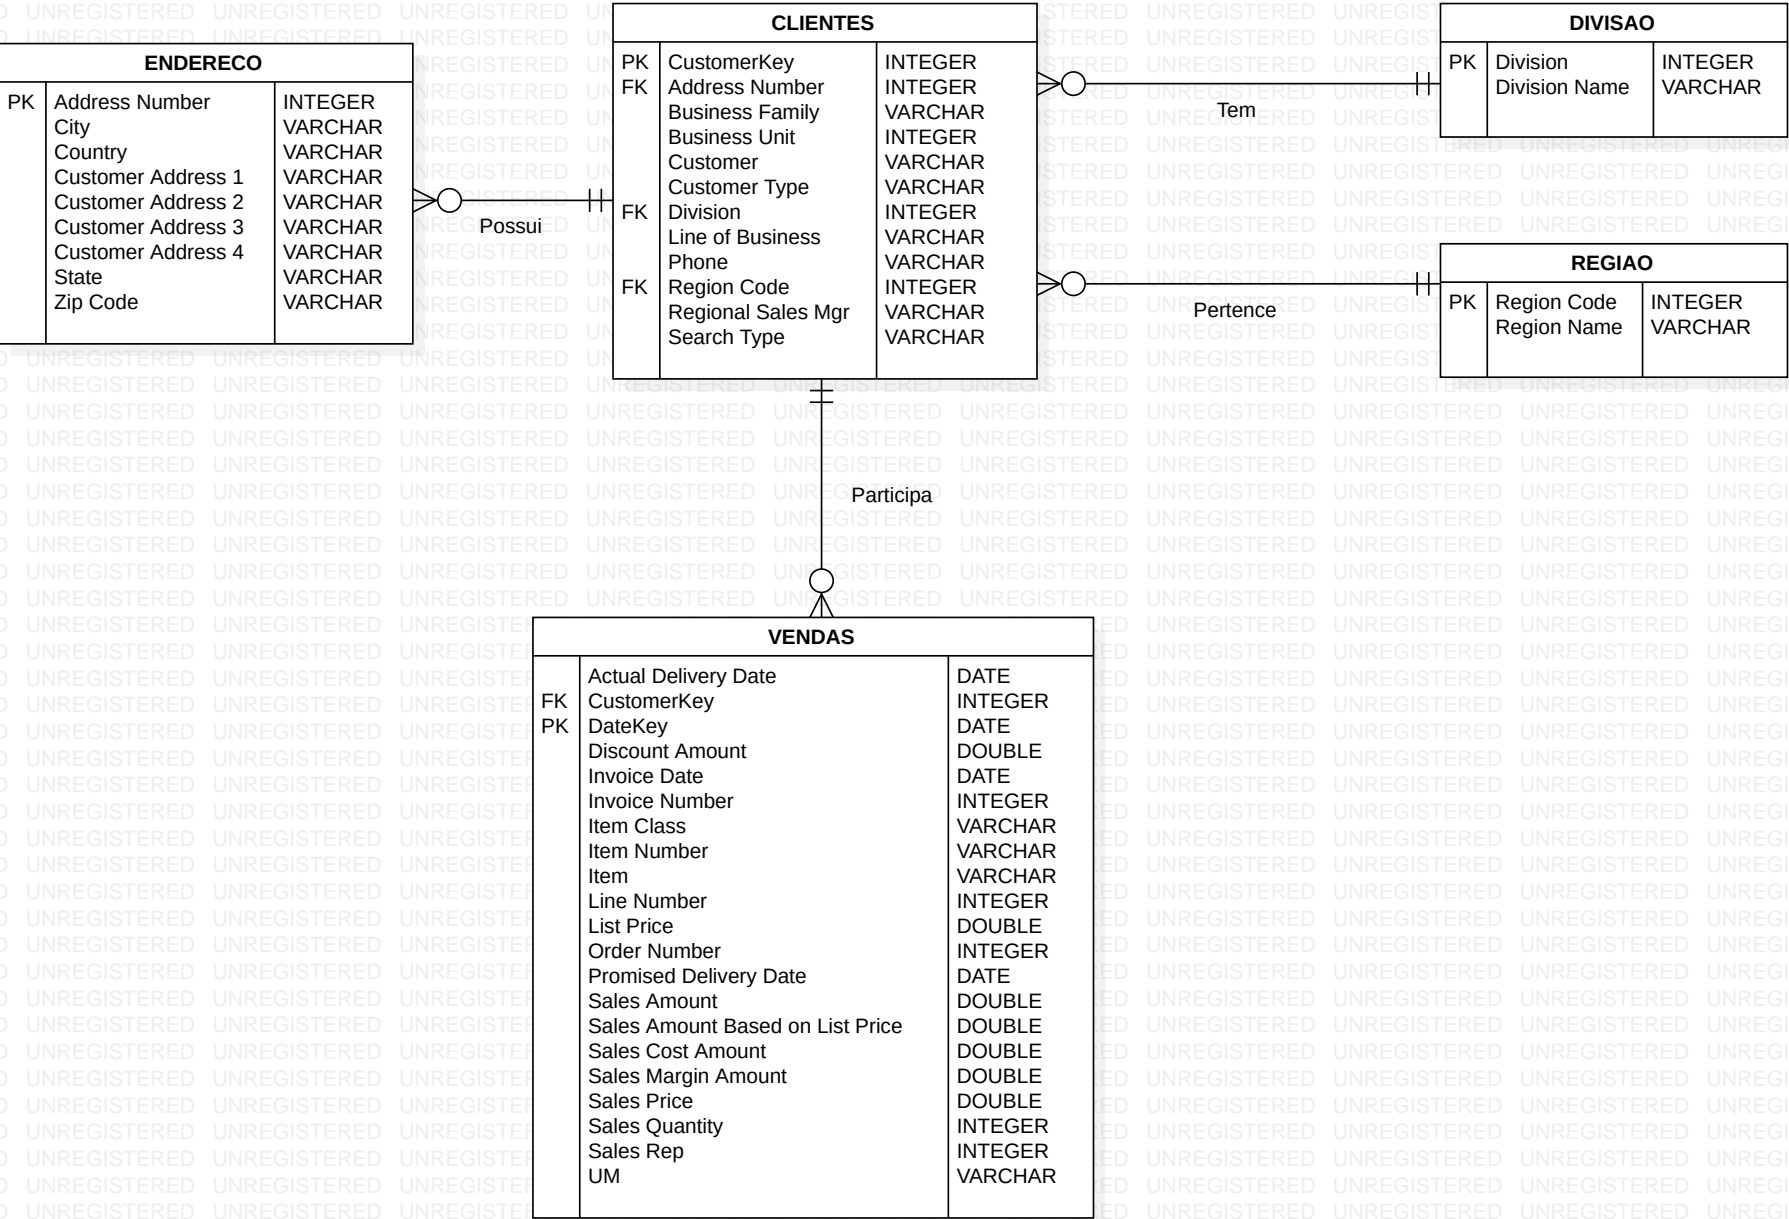 ENDERECO
PK Address Number INTEGER
City VARCHAR
Country VARCHAR
Customer Address 1 VARCHAR
Customer Address 2 VARCHAR
Customer Address 3 VARCHAR
Customer Address 4 VARCHAR
State VARCHAR
Zip Code VARCHAR
Possui
CLIENTES
PK CustomerKey INTEGER
FK Address Number INTEGER
Business Family VARCHAR
Business Unit INTEGER
Customer VARCHAR
Customer Type VARCHAR
FK Division INTEGER
Line of Business VARCHAR
Phone VARCHAR
FK Region Code INTEGER
Regional Sales Mgr VARCHAR
Search Type VARCHAR
Tem
DIVISAO
PK Division INTEGER
Division Name VARCHAR
Pertence
REGIAO
PK Region Code INTEGER
Region Name VARCHAR
Participa
VENDAS
Actual Delivery Date DATE
FK CustomerKey INTEGER
PK DateKey DATE
Discount Amount DOUBLE
Invoice Date DATE
Invoice Number INTEGER
Item Class VARCHAR
Item Number VARCHAR
Item VARCHAR
Line Number INTEGER
List Price DOUBLE
Order Number INTEGER
Promised Delivery Date DATE
Sales Amount DOUBLE
Sales Amount Based on List Price DOUBLE
Sales Cost Amount DOUBLE
Sales Margin Amount DOUBLE
Sales Price DOUBLE
Sales Quantity INTEGER
Sales Rep INTEGER
UM VARCHAR
UNREGISTERED